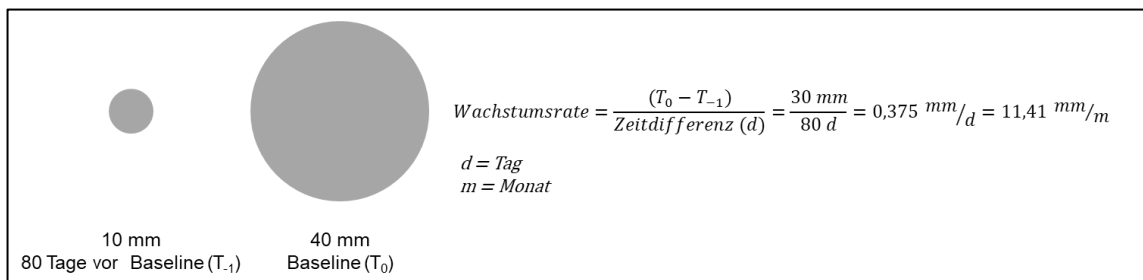 Wachstumsrate = (T₀ − T₋₁) / Zeitdifferenz (d) = 30 mm / 80 d = 0,375 mm/d = 11,41 mm/m
d = Tag
m = Monat
10 mm
80 Tage vor Baseline (T₋₁)
40 mm
Baseline (T₀)